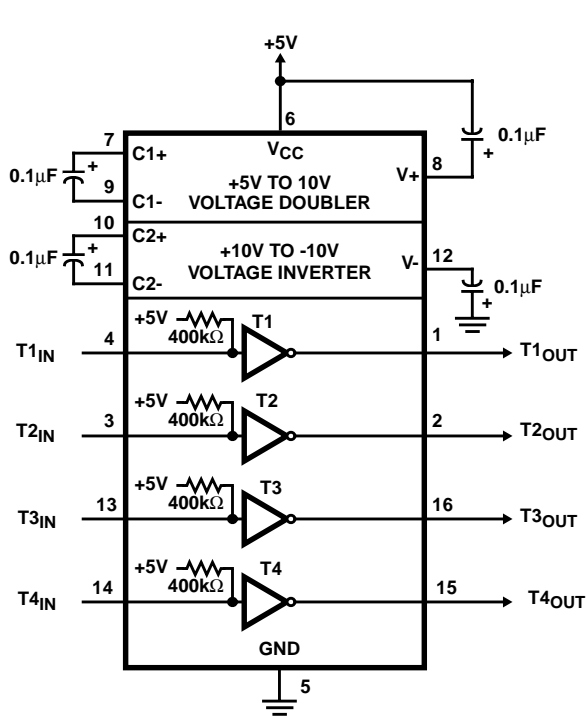 +5V
6
7
C1+
VCC
0.1µF
+
0.1µF
+
8
V+
9
C1-
+5V TO 10V
VOLTAGE DOUBLER
10
C2+
+10V TO -10V
VOLTAGE INVERTER
0.1µF
+
V-
12
11
C2-
0.1µF
+
+5V
400kΩ
T1
T1IN
4
1
T1OUT
+5V
400kΩ
T2
T2IN
3
2
T2OUT
+5V
400kΩ
T3
T3IN
13
16
T3OUT
+5V
400kΩ
T4
T4IN
14
15
T4OUT
GND
5